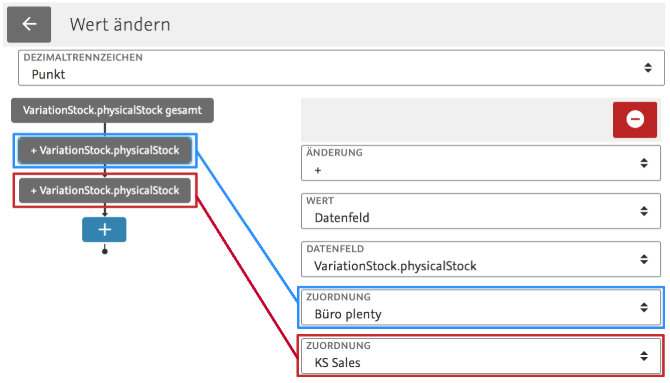 Wert ändern
DEZIMALTRENNZEICHEN
Punkt
VariationStock.physicalStock gesamt
+ VariationStock.physicalStock
+ VariationStock.physicalStock
+
ÄNDERUNG
+
WERT
Datenfeld
DATENFELD
VariationStock.physicalStock
ZUORDNUNG
Büro plenty
ZUORDNUNG
KS Sales